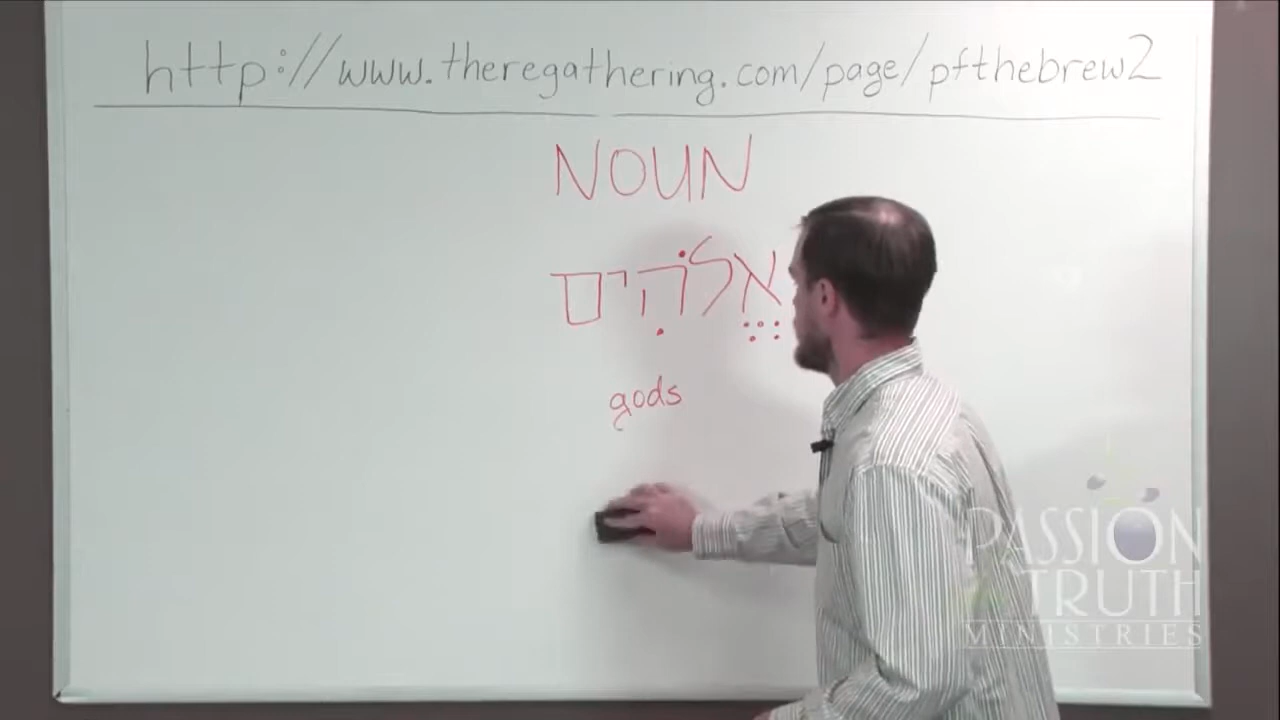 http://www.theregathering.com/page/pfthebrew2
NOUN
אֱלֹהִים
gods
PASSION
TRUTH
MINISTRIES